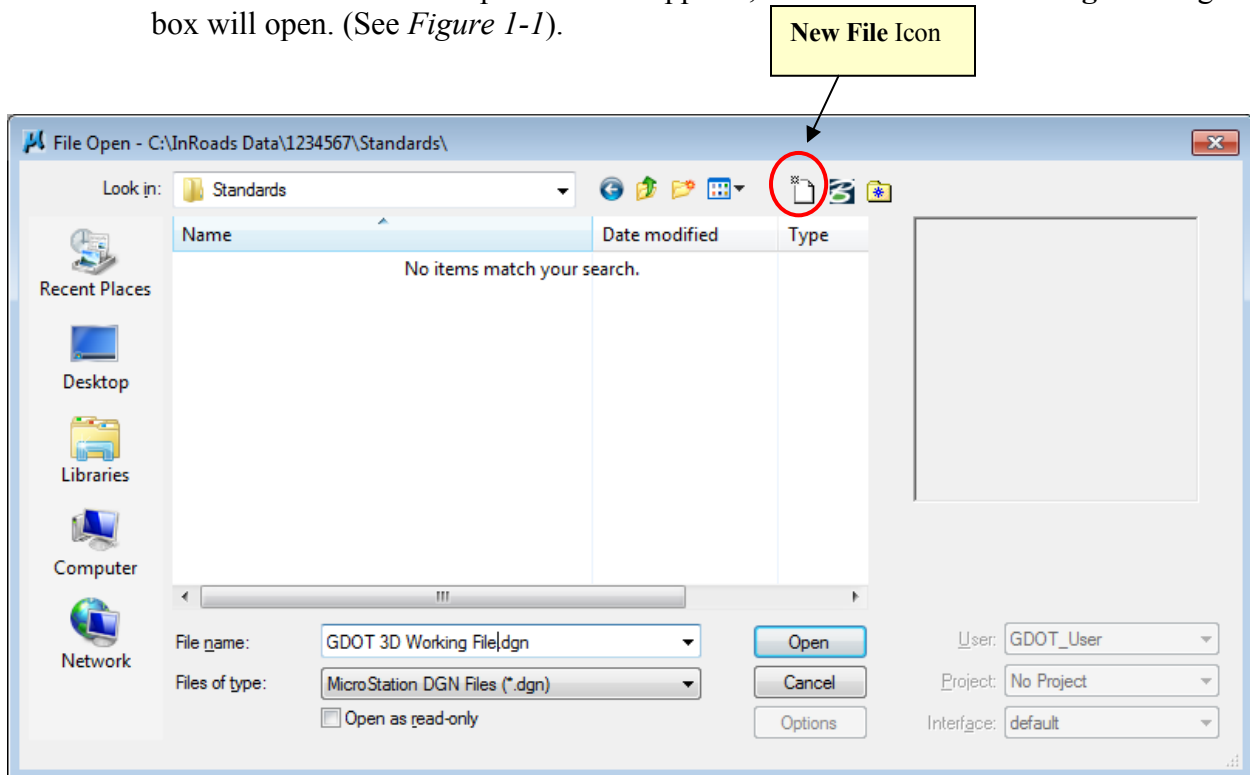 box will open. (See Figure 1-1).
New File Icon
File Open - C:\InRoads Data\1234567\Standards\
Look in: Standards
Name Date modified Type
No items match your search.
Recent Places
Desktop
Libraries
Computer
Network
File name: GDOT 3D Working File.dgn Open User: GDOT_User
Files of type: MicroStation DGN Files (*.dgn) Cancel Project: No Project
Open as read-only Options Interface: default